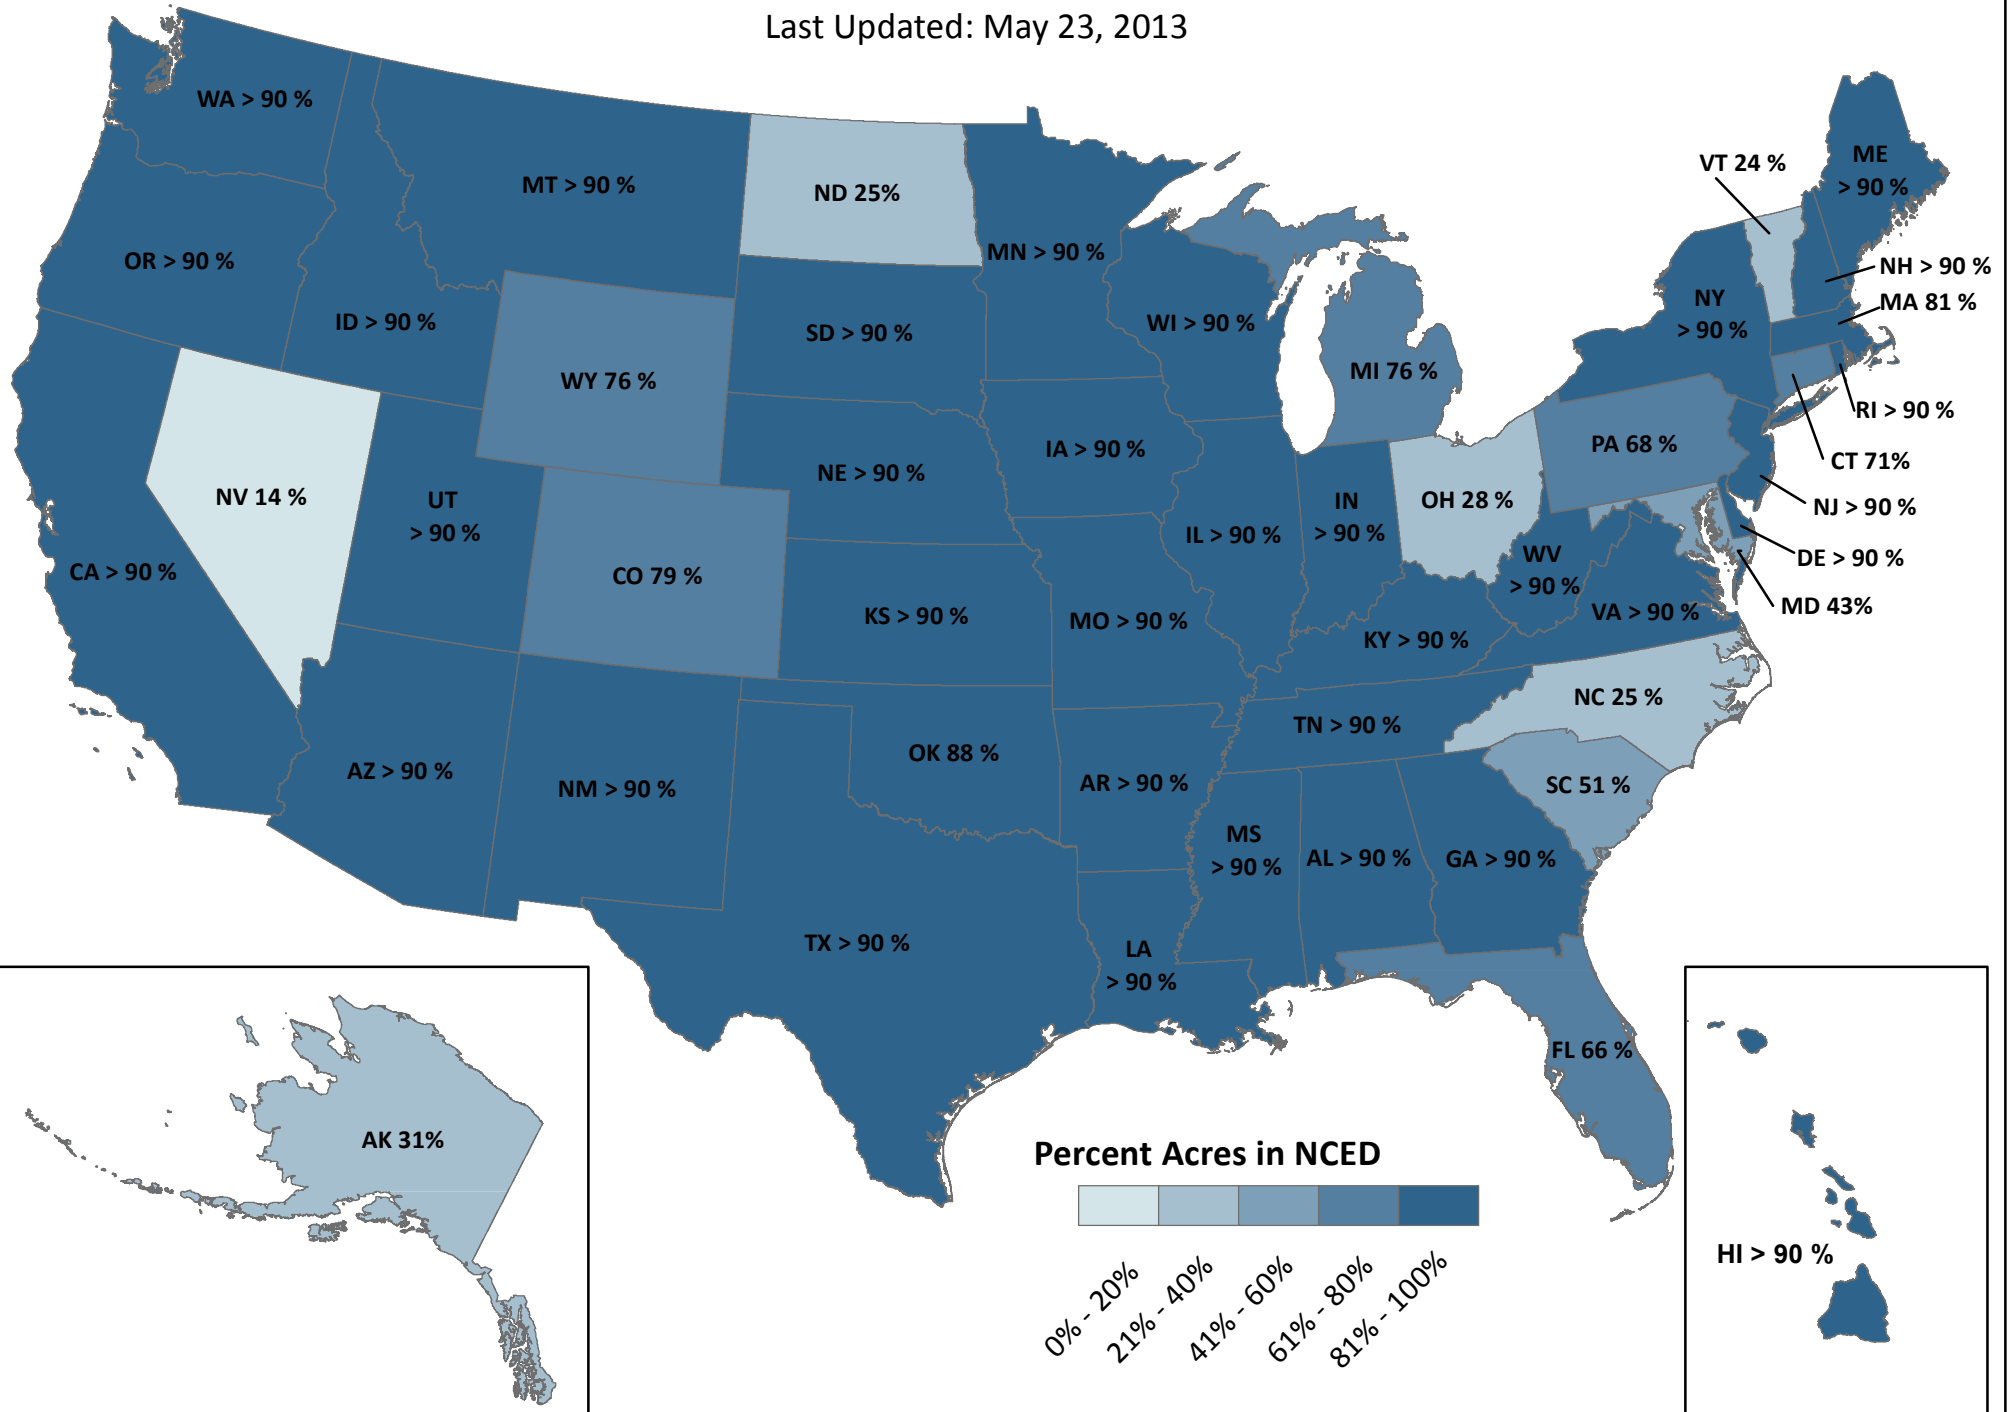 Last Updated: May 23, 2013
WA > 90 %
MT > 90 %
ND 25%
MN > 90 %
VT 24 %
ME
> 90 %
OR > 90 %
ID > 90 %
WY 76 %
SD > 90 %
WI > 90 %
MI 76 %
NY
> 90 %
NH > 90 %
MA 81 %
RI > 90 %
CT 71%
NJ > 90 %
DE > 90 %
MD 43%
PA 68 %
NV 14 %
UT
> 90 %
CA > 90 %
CO 79 %
NE > 90 %
IA > 90 %
KS > 90 %
MO > 90 %
IL > 90 %
IN
> 90 %
OH 28 %
WV
> 90 %
VA > 90 %
KY > 90 %
NC 25 %
TN > 90 %
SC 51 %
AZ > 90 %
NM > 90 %
OK 88 %
AR > 90 %
MS
> 90 %
AL > 90 %
GA > 90 %
TX > 90 %
LA
> 90 %
FL 66 %
AK 31%
HI > 90 %
Percent Acres in NCED
0% - 20%
21% - 40%
41% - 60%
61% - 80%
81% - 100%